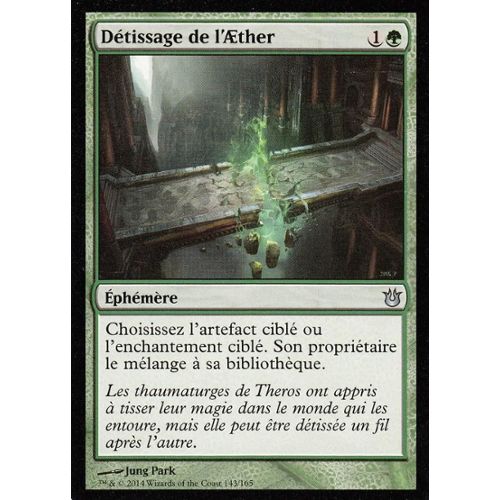 Détissage de l'Æther 1
Éphémère
Choisissez l'artefact ciblé ou
l'enchantement ciblé. Son propriétaire
le mélange à sa bibliothèque.
Les thaumaturges de Theros ont appris
à tisser leur magie dans le monde qui les
entoure, mais elle peut être détissée un fil
après l'autre.
Jung Park
™ & © 2014 Wizards of the Coast 143/165